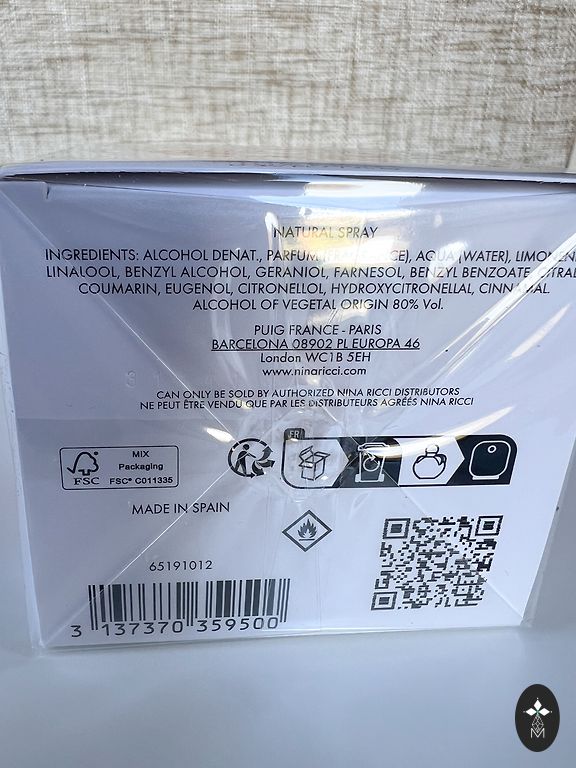 NATURAL SPRAY
INGREDIENTS: ALCOHOL DENAT., PARFUM (FRAGRANCE), AQUA (WATER), LIMONENE
LINALOOL, BENZYL ALCOHOL, GERANIOL, FARNESOL, BENZYL BENZOATE, CITRAL
COUMARIN, EUGENOL, CITRONELLOL, HYDROXYCITRONELLAL, CINNAMAL.
ALCOHOL OF VEGETAL ORIGIN 80% Vol.
PUIG FRANCE - PARIS
BARCELONA 08902 PL EUROPA 46
London WC1B 5EH
www.ninaricci.com
CAN ONLY BE SOLD BY AUTHORIZED NINA RICCI DISTRIBUTORS
NE PEUT ÊTRE VENDU QUE PAR LES DISTRIBUTEURS AGRÉÉS NINA RICCI
FR
FSC
MIX
Packaging
FSC® C011335
MADE IN SPAIN
65191012
3 137370 359500
M